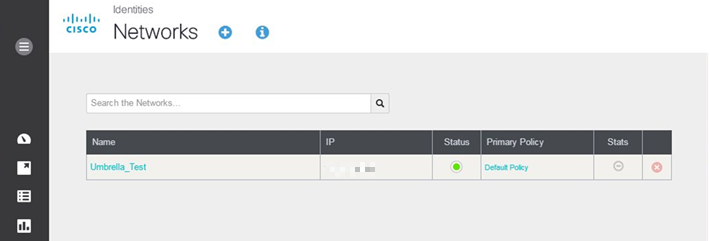 Identities
CISCO
Networks
Search the Networks...
Name IP Status Primary Policy Stats
Umbrella_Test Default Policy